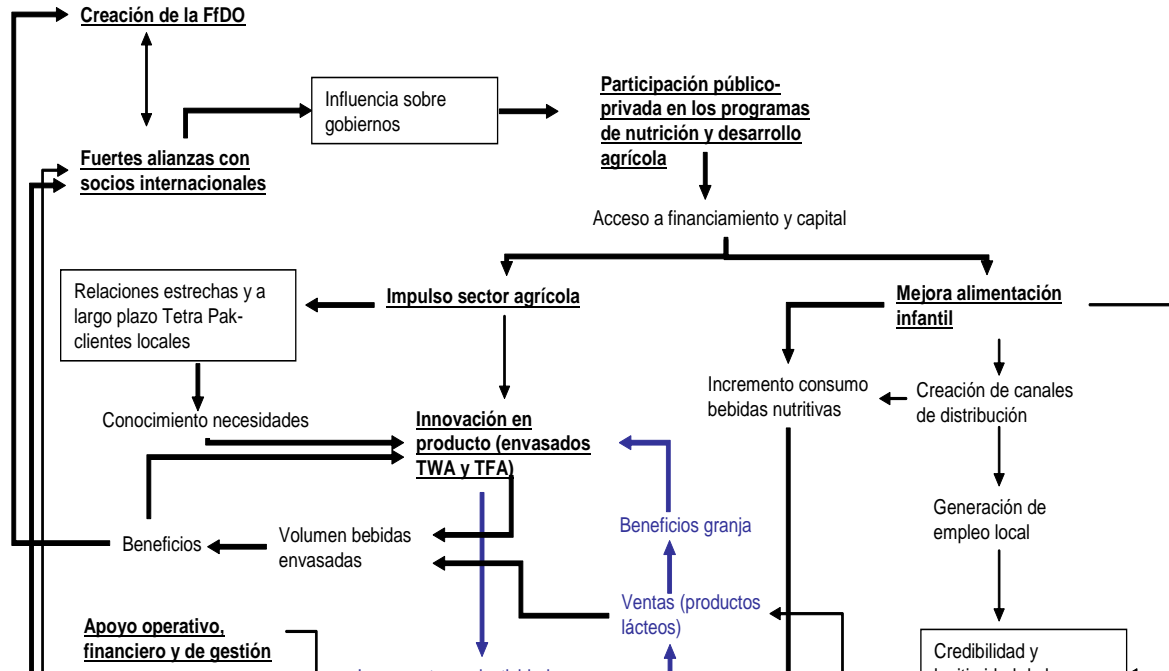 Creación de la FfDO
Influencia sobre
gobiernos
Participación público-
privada en los programas
de nutrición y desarrollo
agrícola
Fuertes alianzas con
socios internacionales
Acceso a financiamiento y capital
Relaciones estrechas y a
largo plazo Tetra Pak-
clientes locales
Impulso sector agrícola
Mejora alimentación
infantil
Incremento consumo
bebidas nutritivas
Creación de canales
de distribución
Conocimiento necesidades
Innovación en
producto (envasados
TWA y TFA)
Generación de
empleo local
Beneficios granja
Beneficios
Volumen bebidas
envasadas
Ventas (productos
lácteos)
Apoyo operativo,
financiero y de gestión
Credibilidad y